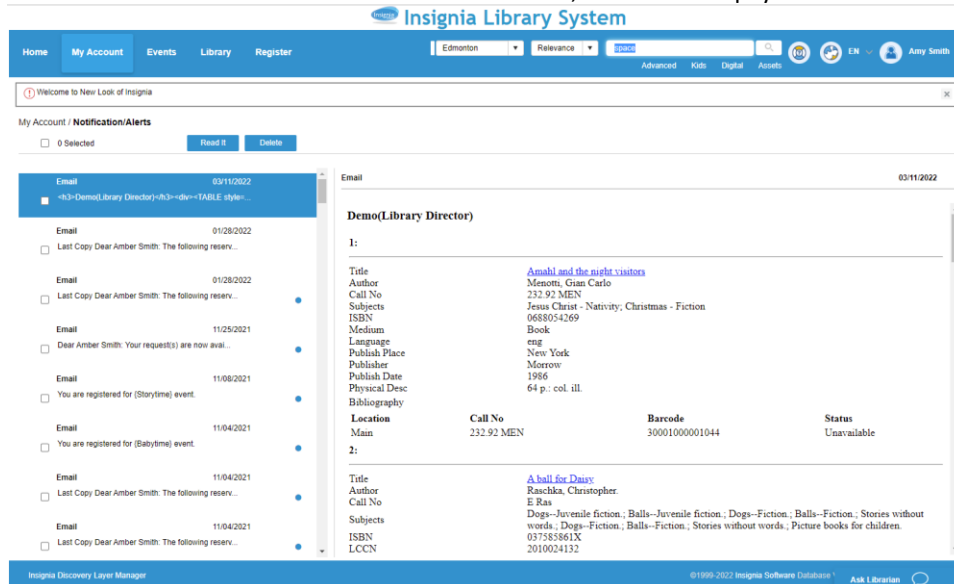 Insignia Library System
Home My Account Events Library Register Edmonton Relevance space EN Amy Smith
Advanced Kids Digital Assets
Welcome to New Look of Insignia
My Account / Notification/Alerts
0 Selected Read It Delete
Email 03/11/2022
<h3>Demo(Library Director)</h3><div><TABLE style=...
Email 01/28/2022
Last Copy Dear Amber Smith: The following reserv...
Email 01/28/2022
Last Copy Dear Amber Smith: The following reserv...
Email 11/25/2021
Dear Amber Smith: Your request(s) are now avai...
Email 11/08/2021
You are registered for {Storytime} event.
Email 11/04/2021
You are registered for {Babytime} event.
Email 11/04/2021
Last Copy Dear Amber Smith: The following reserv...
Email 11/04/2021
Last Copy Dear Amber Smith: The following reserv...
Email 03/11/2022
Demo(Library Director)
1:
Title Amahl and the night visitors
Author Menotti, Gian Carlo
Call No 232.92 MEN
Subjects Jesus Christ - Nativity; Christmas - Fiction
ISBN 0688054269
Medium Book
Language eng
Publish Place New York
Publisher Morrow
Publish Date 1986
Physical Desc 64 p.: col. ill.
Bibliography
Location Call No Barcode Status
Main 232.92 MEN 30001000001044 Unavailable
2:
Title A ball for Daisy
Author Raschka, Christopher.
Call No E Ras
Subjects Dogs--Juvenile fiction.; Balls--Juvenile fiction.; Dogs--Fiction.; Balls--Fiction.; Stories without
words.; Dogs--Fiction.; Balls--Fiction.; Stories without words.; Picture books for children.
ISBN 037585861X
LCCN 2010024132
Insignia Discovery Layer Manager ©1999-2022 Insignia Software Database Ask Librarian